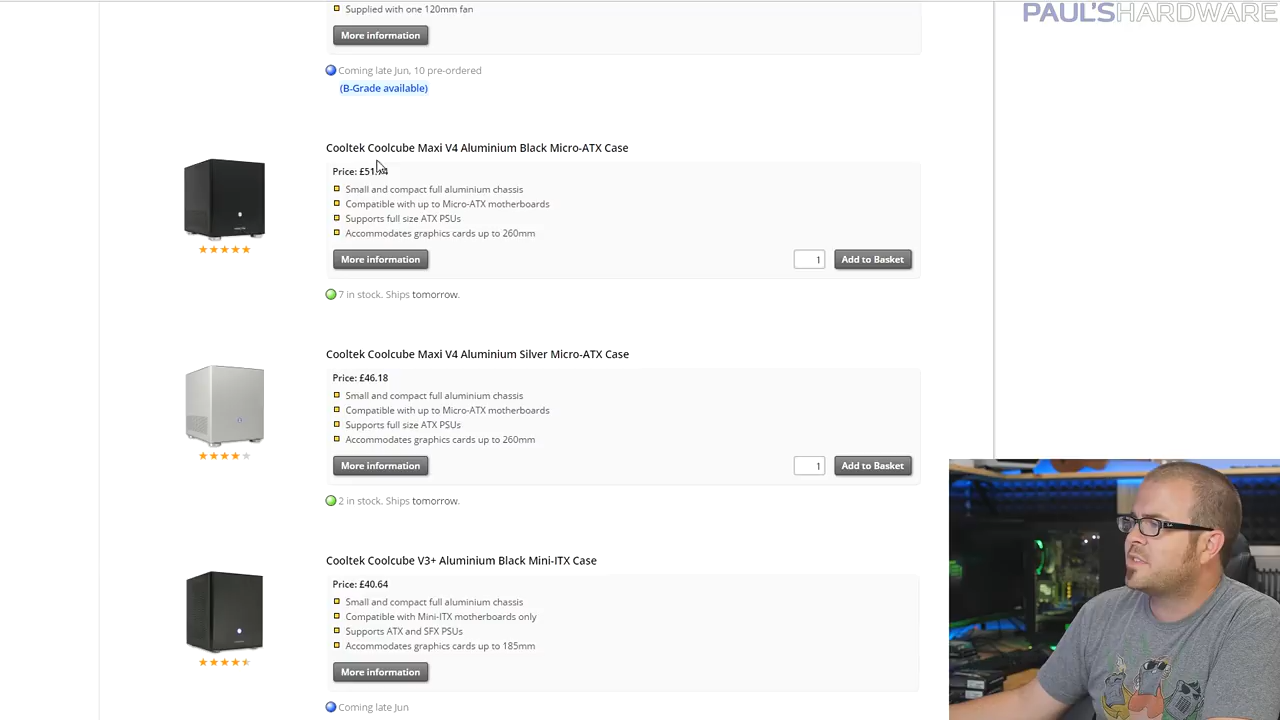 Supplied with one 120mm fan
PAUL'SHARDWARE
More information
Coming late Jun, 10 pre-ordered
(B-Grade available)
Cooltek Coolcube Maxi V4 Aluminium Black Micro-ATX Case
Price:
Small and compact full aluminium chassis
Compatible with up to Micro-ATX motherboards
Supports full size ATX PSUs
Accommodates graphics cards up to 260mm
More information
1
Add to Basket
7 in stock. Ships tomorrow.
Cooltek Coolcube Maxi V4 Aluminium Silver Micro-ATX Case
Price: £46.18
Small and compact full aluminium chassis
Compatible with up to Micro-ATX motherboards
Supports full size ATX PSUs
Accommodates graphics cards up to 260mm
More information
1
Add to Basket
2 in stock. Ships tomorrow.
Cooltek Coolcube V3+ Aluminium Black Mini-ITX Case
Price: £40.64
Small and compact full aluminium chassis
Compatible with Mini-ITX motherboards only
Supports ATX and SFX PSUs
Accommodates graphics cards up to 185mm
More information
Coming late Jun